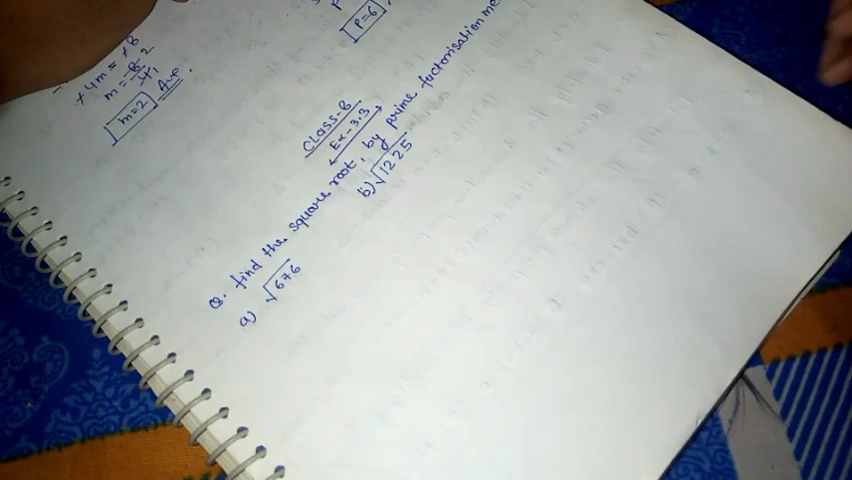 P=6
+4m = +8
m = -8/-4 2
m=2 Ans.
CLASS-8
Ex-3.3
Q. find the square root, by prime factorisation me
a) √676 b) √1225